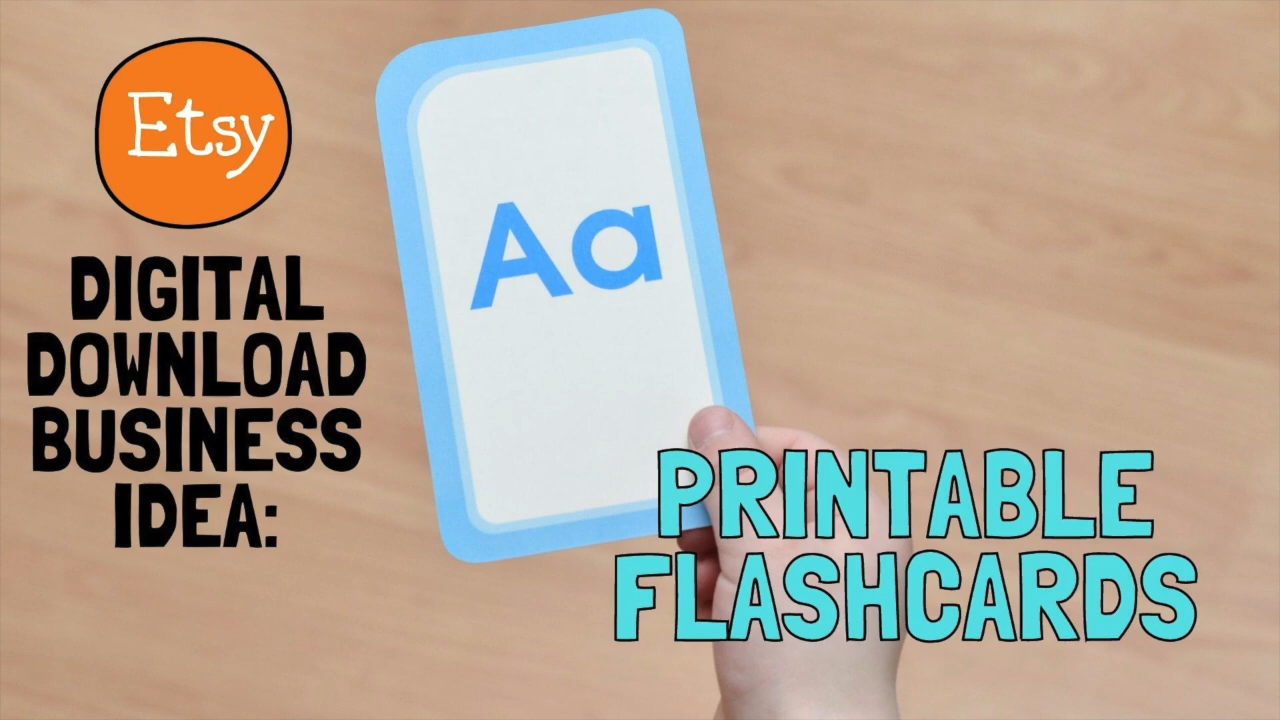 Etsy
DIGITAL
DOWNLOAD
BUSINESS
IDEA:
Aa
PRINTABLE
FLASHCARDS